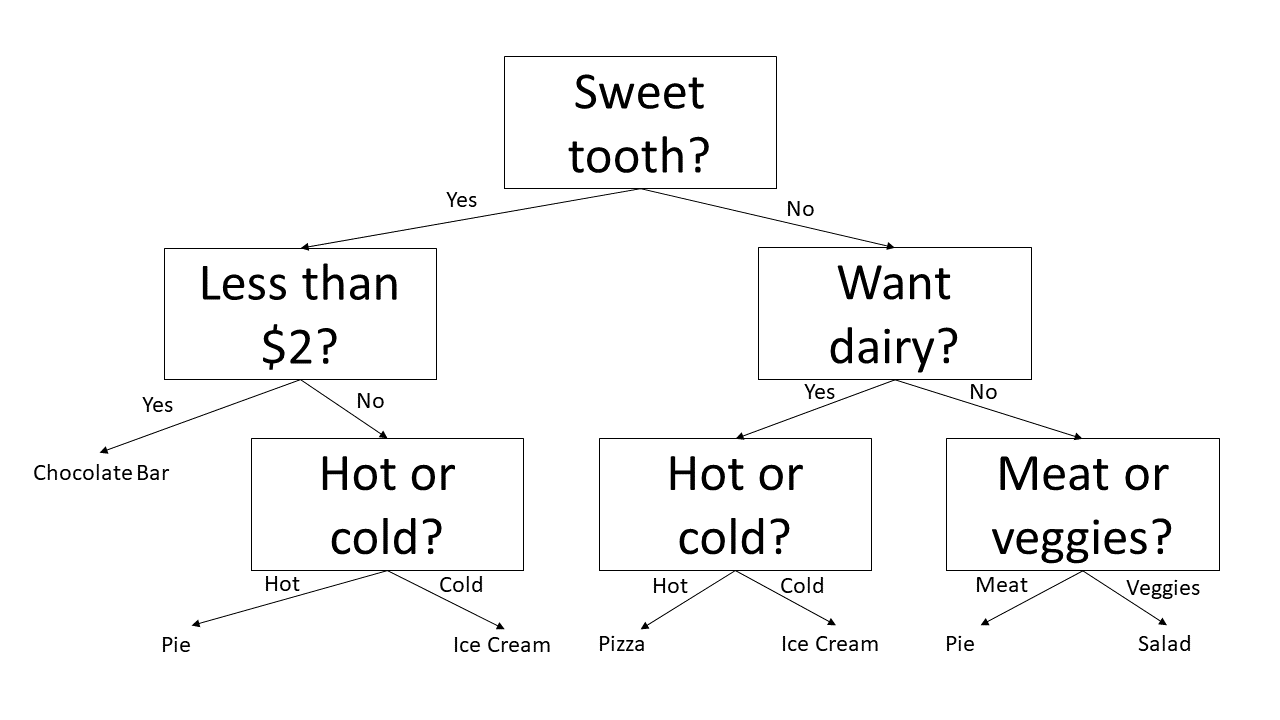 Sweet
tooth?
Yes
No
Less than
$2?
Want
dairy?
Yes
No
Yes
No
Chocolate Bar
Hot or
cold?
Hot or
cold?
Meat or
veggies?
Hot
Cold
Hot
Cold
Meat
Veggies
Pie
Ice Cream
Pizza
Ice Cream
Pie
Salad